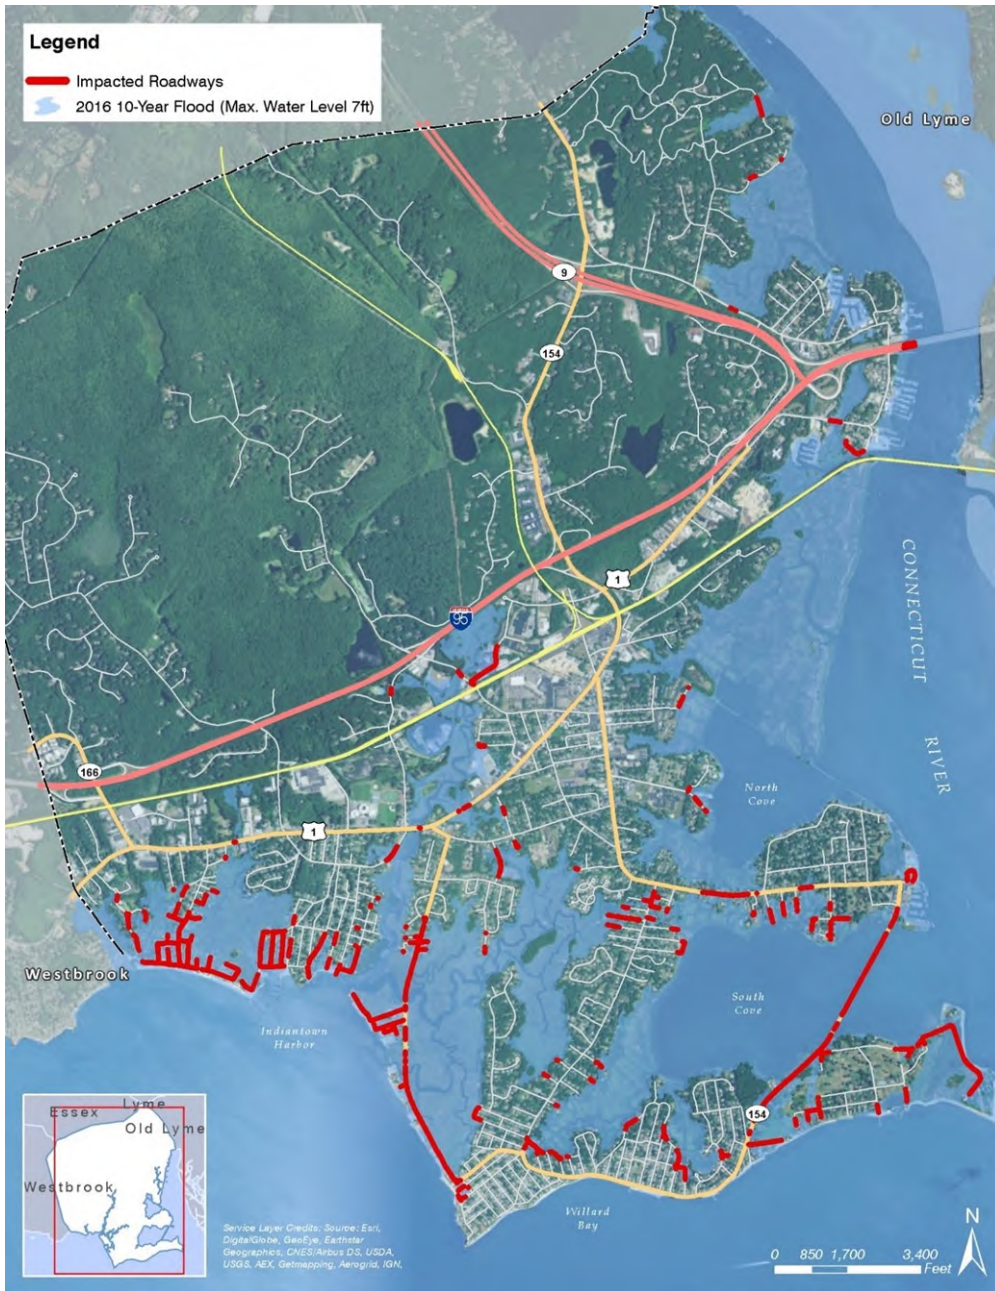 Legend
Impacted Roadways
2016 10-Year Flood (Max. Water Level 7ft)
Old Lyme
9
154
1
95
CONNECTICUT
RIVER
166
North
Cove
1
Westbrook
South
Cove
Indiantown
Harbor
154
Essex
Lyme
Old Lyme
Westbrook
Willard
Bay
Service Layer Credits: Source: Esri,
DigitalGlobe, GeoEye, Earthstar
Geographics, CNES/Airbus DS, USDA,
USGS, AEX, Getmapping, Aerogrid, IGN,
N
0 850 1,700 3,400
Feet